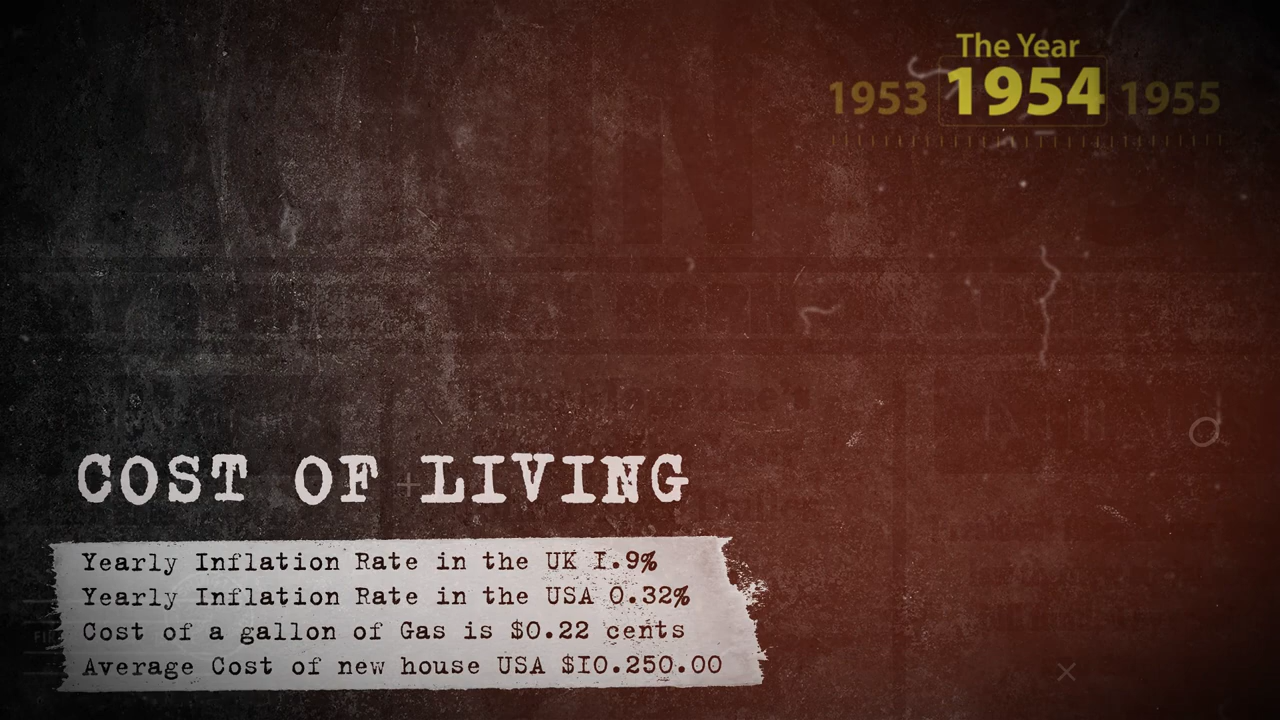 The Year
1953 1954 1955
COST OF LIVING
Yearly Inflation Rate in the UK 1.9%
Yearly Inflation Rate in the USA 0.32%
Cost of a gallon of Gas is $0.22 cents
Average Cost of new house USA $10.250.00